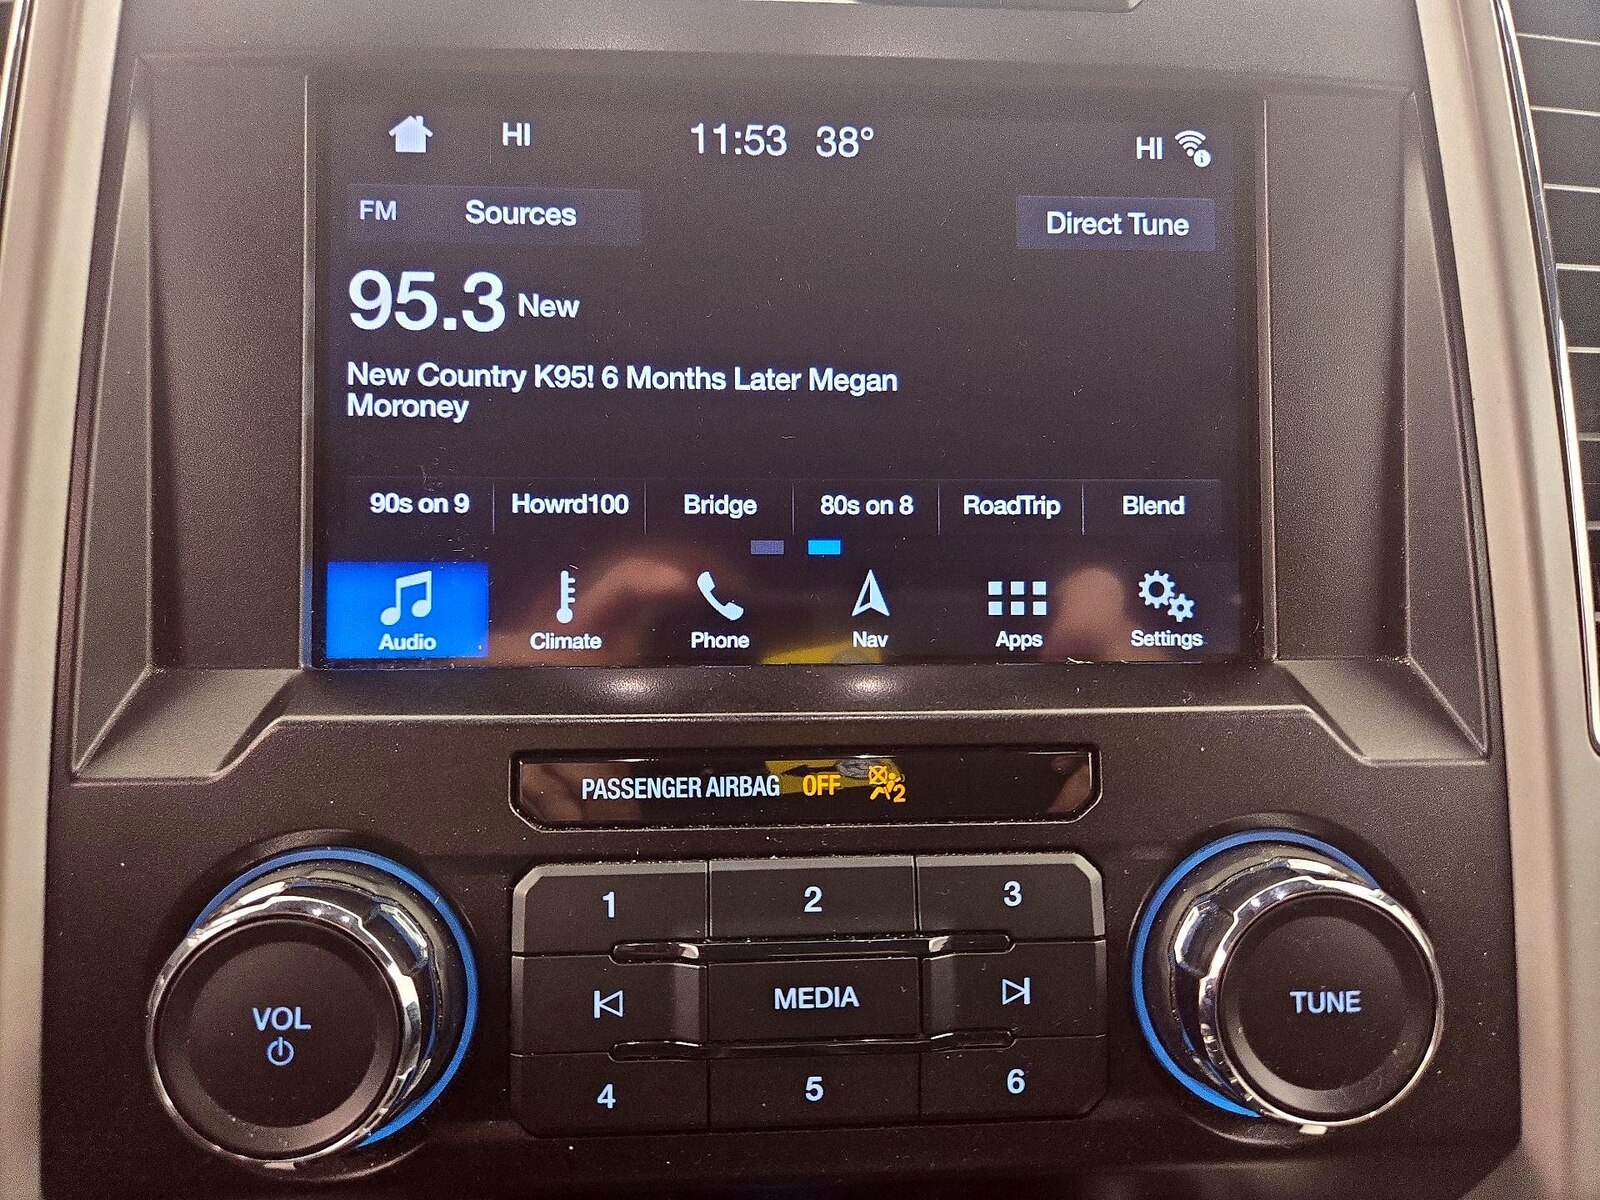 HI 11:53 38° HI
FM Sources Direct Tune
95.3 New
New Country K95! 6 Months Later Megan
Moroney
90s on 9 Howrd100 Bridge 80s on 8 RoadTrip Blend
Audio Climate Phone Nav Apps Settings
PASSENGER AIRBAG OFF 2
1 2 3
VOL MEDIA TUNE
4 5 6